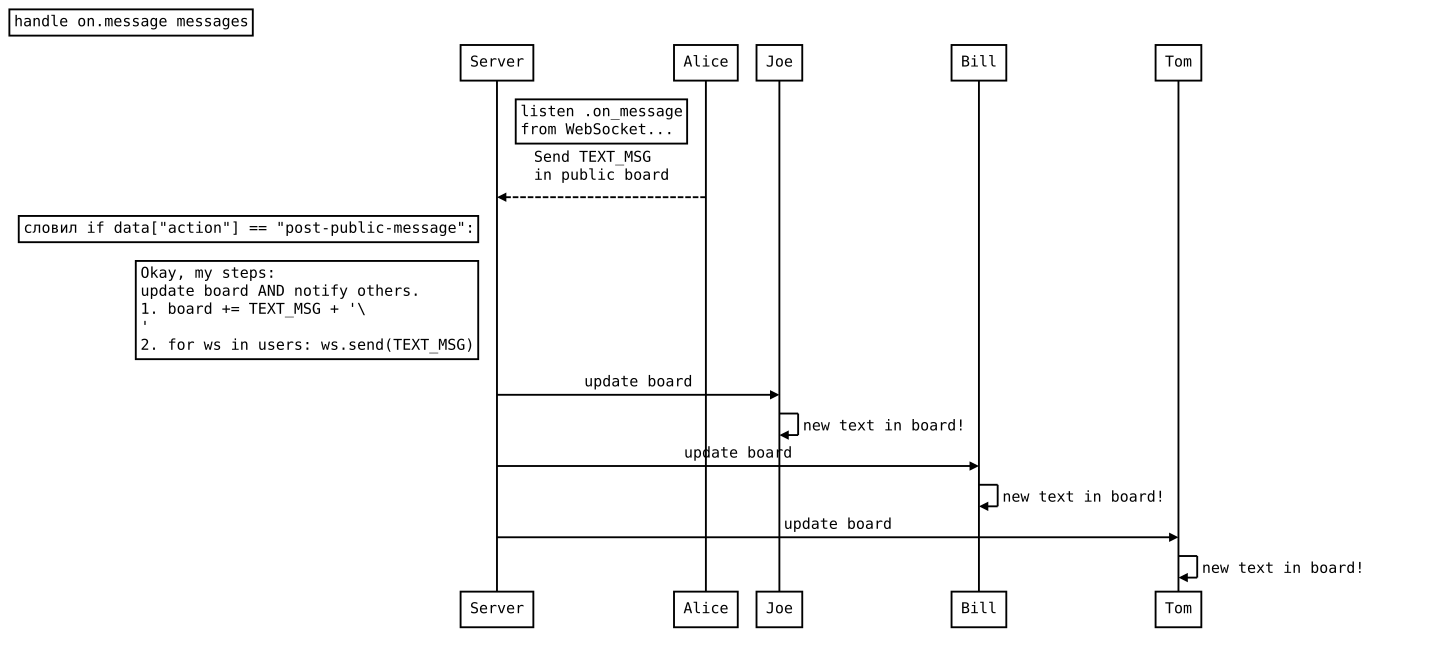 handle on.message messages
Server
Alice
Joe
Bill
Tom
listen .on_message
from WebSocket...
Send TEXT_MSG
in public board
словил if data["action"] == "post-public-message":
Okay, my steps:
update board AND notify others.
1. board += TEXT_MSG + '\
'
2. for ws in users: ws.send(TEXT_MSG)
update board
new text in board!
update board
new text in board!
update board
new text in board!
Server
Alice
Joe
Bill
Tom